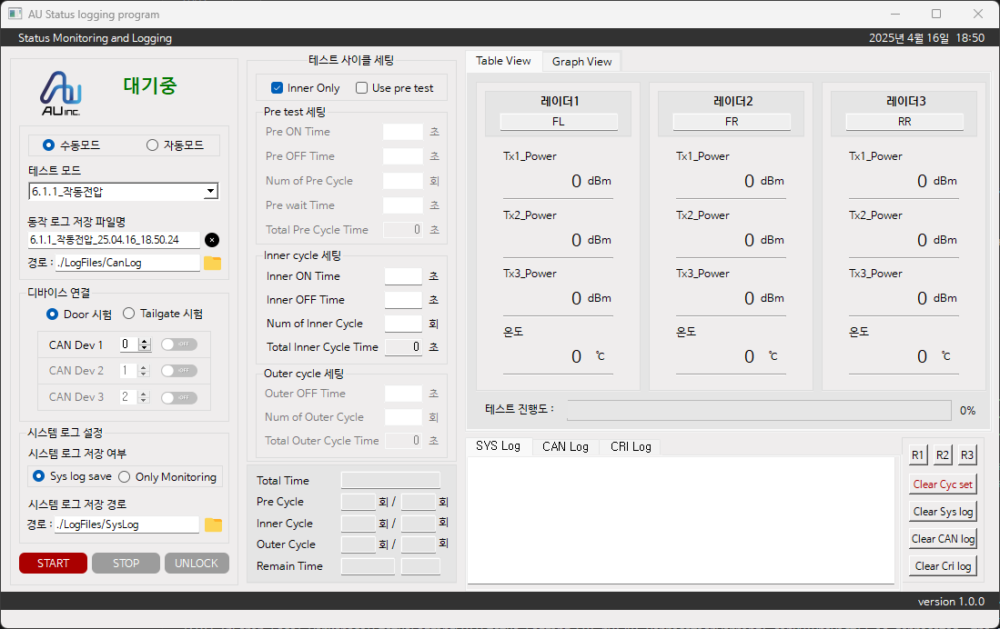 AU Status logging program
Status Monitoring and Logging
2025년 4월 16일 18:50
AU INC.
대기중
수동모드
자동모드
테스트 모드
6.1.1_작동전압
동작 로그 저장 파일명
6.1.1_작동전압_25.04.16_18.50.24
경로 : ./LogFiles/CanLog
디바이스 연결
Door 시험
Tailgate 시험
CAN Dev 1
0
OFF
CAN Dev 2
1
OFF
CAN Dev 3
2
OFF
시스템 로그 설정
시스템 로그 저장 여부
Sys log save
Only Monitoring
시스템 로그 저장 경로
경로 : ./LogFiles/SysLog
START
STOP
UNLOCK
테스트 사이클 세팅
Inner Only
Use pre test
Pre test 세팅
Pre ON Time 초
Pre OFF Time 초
Num of Pre Cycle 회
Pre wait Time 초
Total Pre Cycle Time 0 초
Inner cycle 세팅
Inner ON Time 초
Inner OFF Time 초
Num of Inner Cycle 회
Total Inner Cycle Time 0 초
Outer cycle 세팅
Outer OFF Time 초
Num of Outer Cycle 회
Total Outer Cycle Time 0 초
Total Time
Pre Cycle 회 / 회
Inner Cycle 회 / 회
Outer Cycle 회 / 회
Remain Time
Table View
Graph View
레이더1
FL
Tx1_Power
0 dBm
Tx2_Power
0 dBm
Tx3_Power
0 dBm
온도
0 ℃
레이더2
FR
Tx1_Power
0 dBm
Tx2_Power
0 dBm
Tx3_Power
0 dBm
온도
0 ℃
레이더3
RR
Tx1_Power
0 dBm
Tx2_Power
0 dBm
Tx3_Power
0 dBm
온도
0 ℃
테스트 진행도 :
0%
SYS Log
CAN Log
CRI Log
R1
R2
R3
Clear Cyc set
Clear Sys log
Clear CAN log
Clear Cri log
version 1.0.0